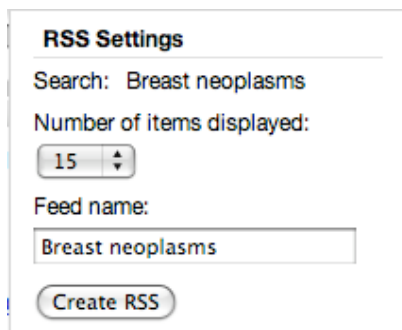 RSS Settings
Search: Breast neoplasms
Number of items displayed:
15
Feed name:
Breast neoplasms
Create RSS